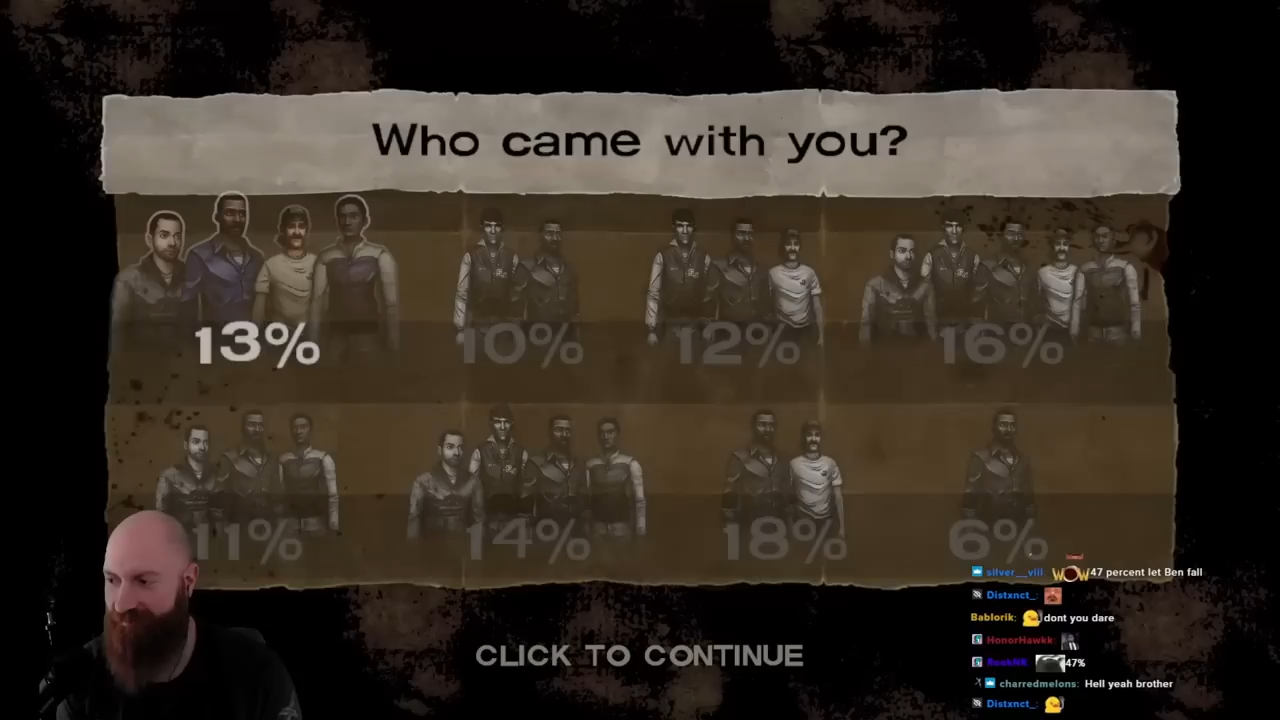 Who came with you?
13%
10%
12%
16%
11%
14%
18%
6%
CLICK TO CONTINUE
silver__viii 47 percent let Ben fall
Distxnct_:
Bablorik: dont you dare
HonorHawkk:
47%
charredmelons: Hell yeah brother
Distxnct_: